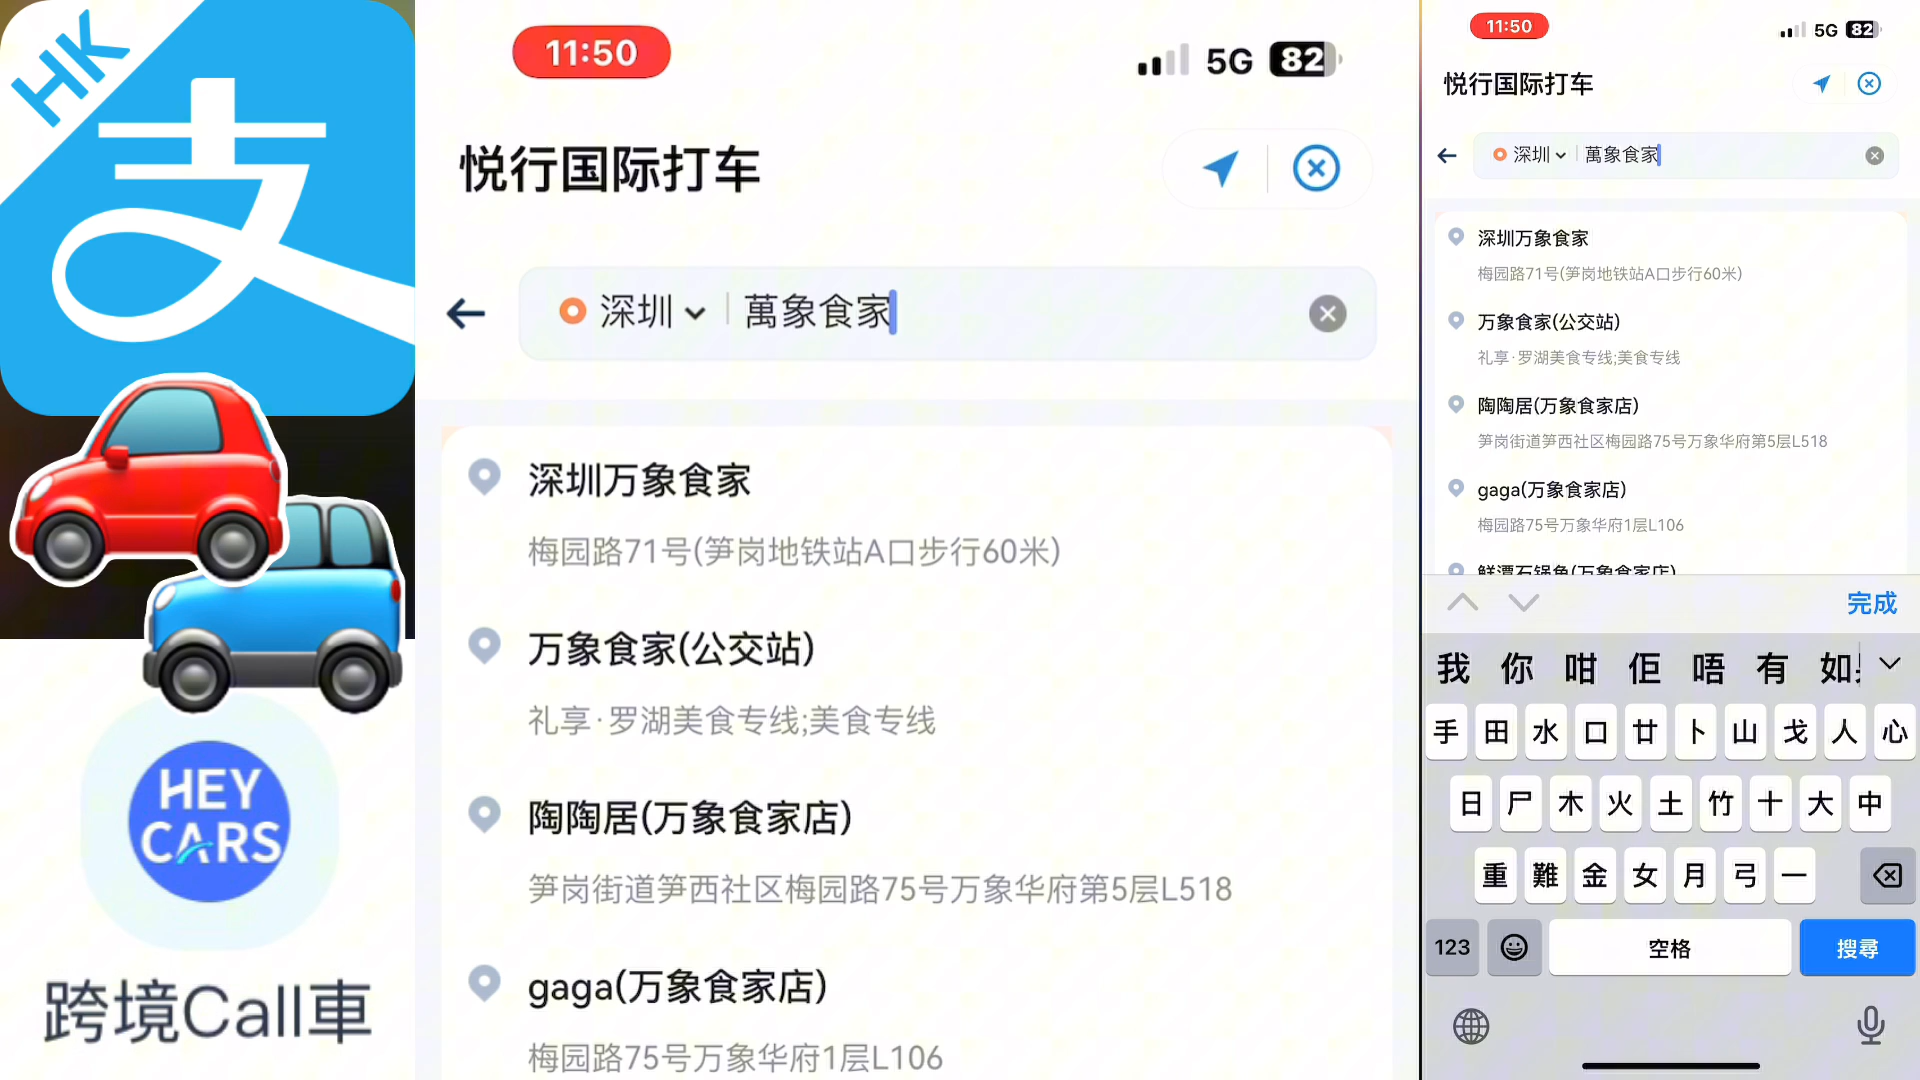 HK
支
HEY
CARS
跨境Call車
11:50
5G
82
悦行国际打车
深圳
萬象食家
深圳万象食家
梅园路71号(笋岗地铁站A口步行60米)
万象食家(公交站)
礼享·罗湖美食专线;美食专线
陶陶居(万象食家店)
笋岗街道笋西社区梅园路75号万象华府第5层L518
gaga(万象食家店)
梅园路75号万象华府1层L106
11:50
5G
82
悦行国际打车
深圳
萬象食家
深圳万象食家
梅园路71号(笋岗地铁站A口步行60米)
万象食家(公交站)
礼享·罗湖美食专线;美食专线
陶陶居(万象食家店)
笋岗街道笋西社区梅园路75号万象华府第5层L518
gaga(万象食家店)
梅园路75号万象华府1层L106
鲜潭石锅鱼(万象食家店)
完成
我 你 咁 佢 唔 有 如
手 田 水 口 廿 卜 山 戈 人 心
日 尸 木 火 土 竹 十 大 中
重 難 金 女 月 弓 一
123 空格 搜尋